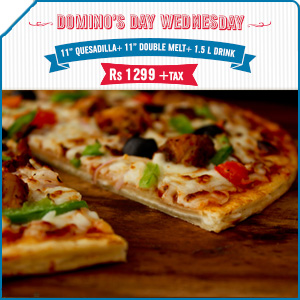 DOMINO'S DAY WEDNESDAY
11" QUESADILLA+ 11" DOUBLE MELT+ 1.5 L DRINK
Rs 1299 +TAX